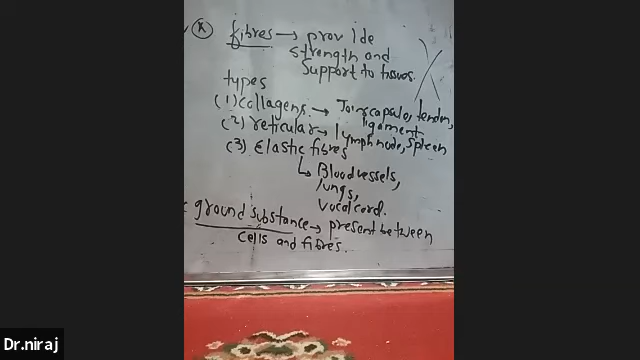 (K) fibres → provide
strength and
support to tissues.
types
(1) collagens → Joint capsule, tendon,
ligament
(2) reticular → lymph node, spleen
(3) Elastic fibres
↳ Blood vessels,
lungs,
vocal cord.
ground substance → present between
cells and fibres.
Dr.niraj